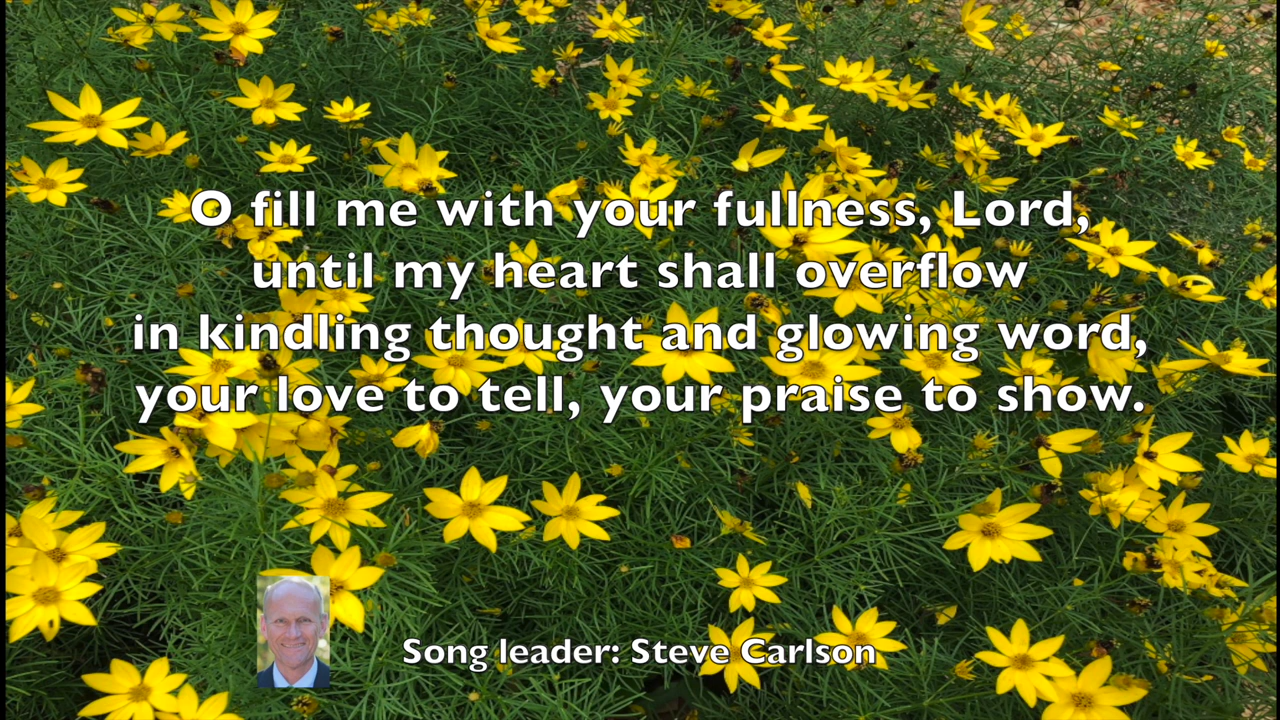 O fill me with your fullness, Lord,
until my heart shall overflow
in kindling thought and glowing word,
your love to tell, your praise to show.
Song leader: Steve Carlson